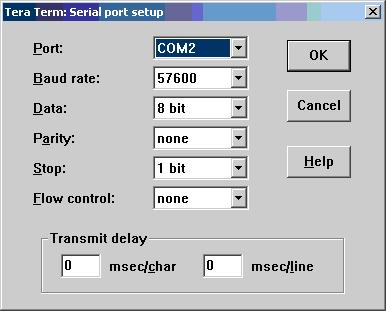 Tera Term: Serial port setup
Port: COM2 OK
Baud rate: 57600
Data: 8 bit Cancel
Parity: none
Stop: 1 bit Help
Flow control: none
Transmit delay
0 msec/char 0 msec/line